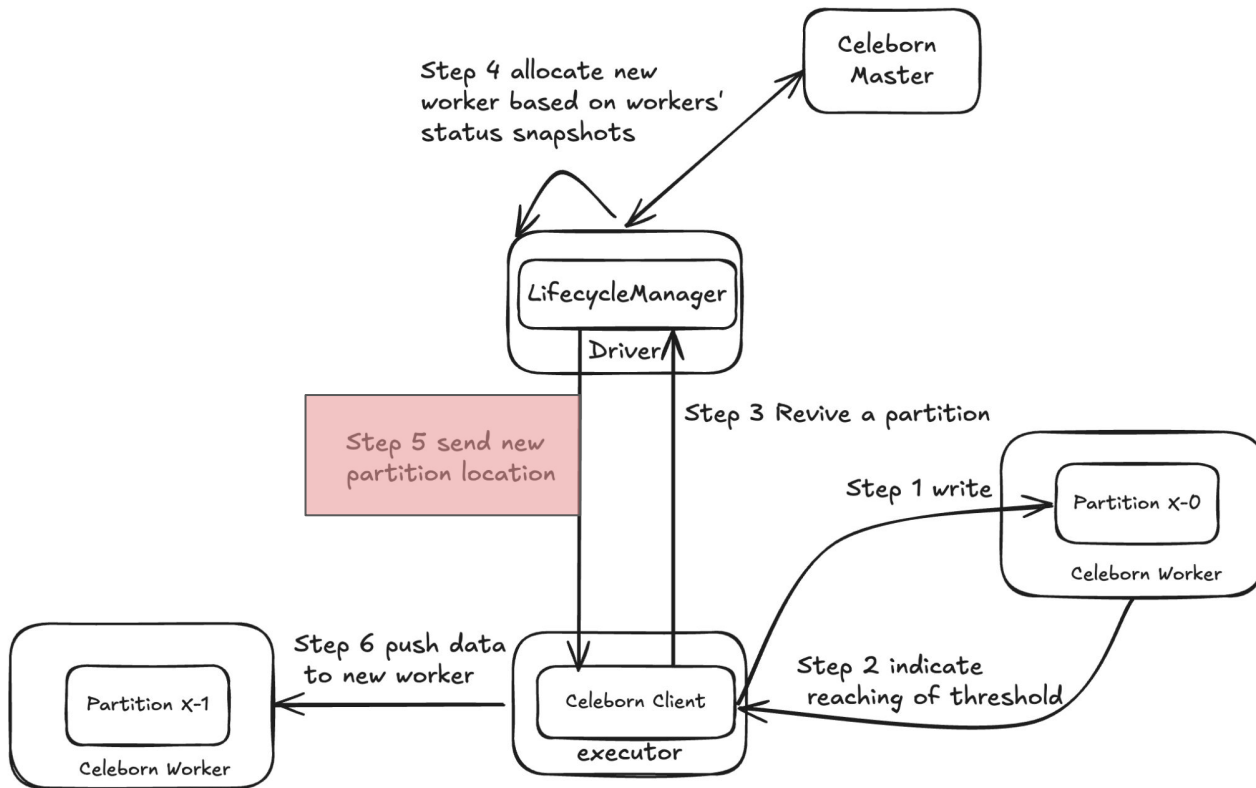 Celeborn
Master
Step 4 allocate new
worker based on workers'
status snapshots
LifecycleManager
Driver
Step 5 send new
partition location
Step 3 Revive a partition
Step 1 write
Partition X-0
Celeborn Worker
Step 2 indicate
reaching of threshold
Step 6 push data
to new worker
Celeborn Client
executor
Partition X-1
Celeborn Worker